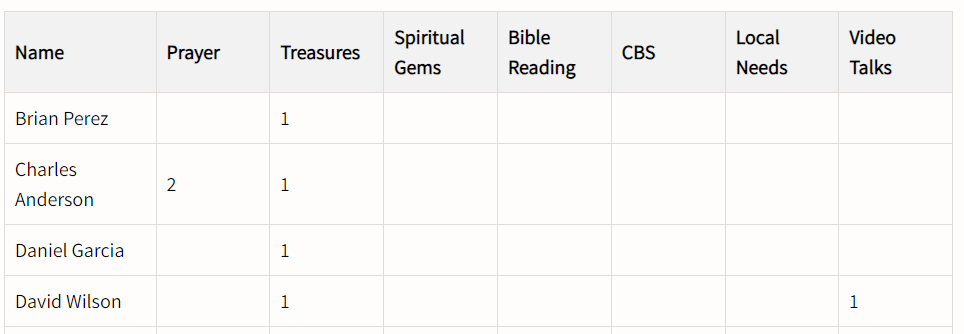 Name Prayer Treasures Spiritual Gems Bible Reading CBS Local Needs Video Talks
Brian Perez 1
Charles Anderson 2 1
Daniel Garcia 1
David Wilson 1 1